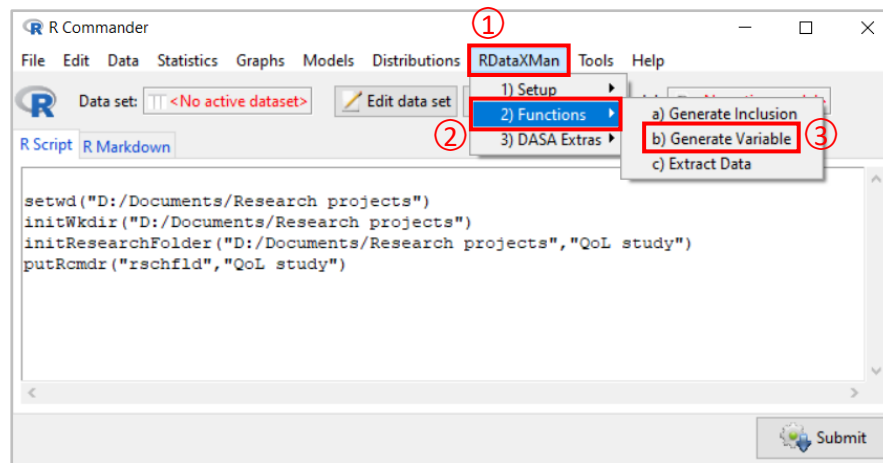 R Commander
①
File Edit Data Statistics Graphs Models Distributions RDataXMan Tools Help
R Data set: <No active dataset> Edit data set
1) Setup
2) Functions
3) DASA Extras
②
a) Generate Inclusion
b) Generate Variable
c) Extract Data
③
R Script R Markdown
setwd("D:/Documents/Research projects")
initWkdir("D:/Documents/Research projects")
initResearchFolder("D:/Documents/Research projects","QoL study")
putRcmdr("rschfld","QoL study")
Submit